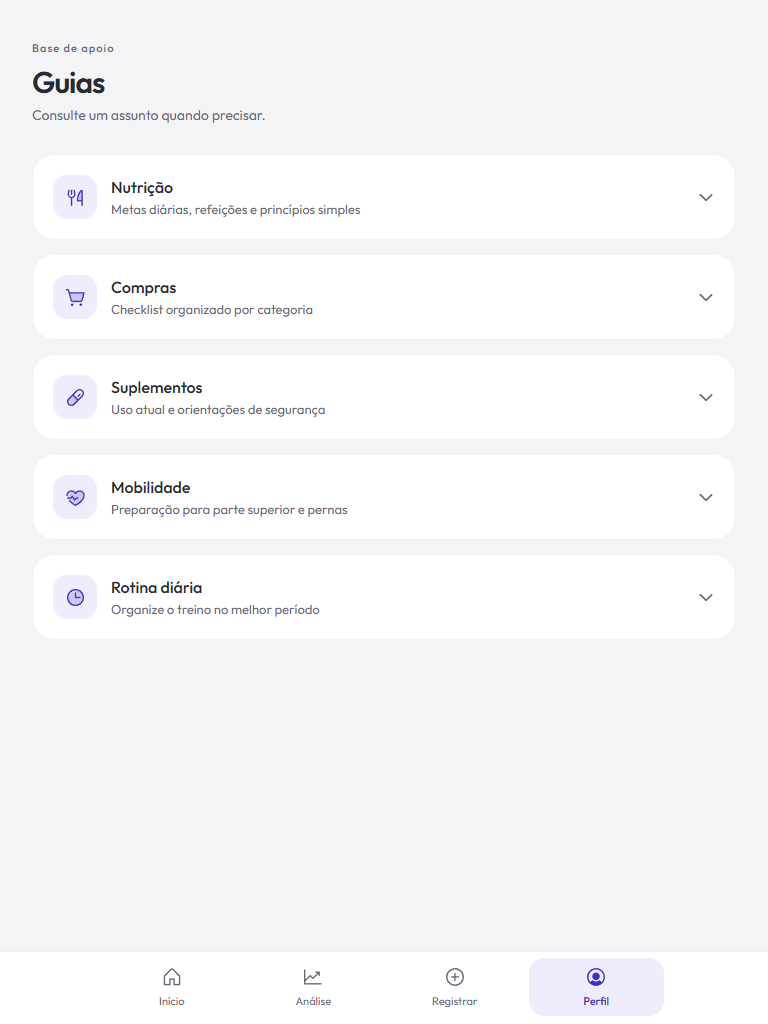 Base de apoio
Guias
Consulte um assunto quando precisar.
Nutrição
Metas diárias, refeições e princípios simples
Compras
Checklist organizado por categoria
Suplementos
Uso atual e orientações de segurança
Mobilidade
Preparação para parte superior e pernas
Rotina diária
Organize o treino no melhor período
Início
Análise
Registrar
Perfil